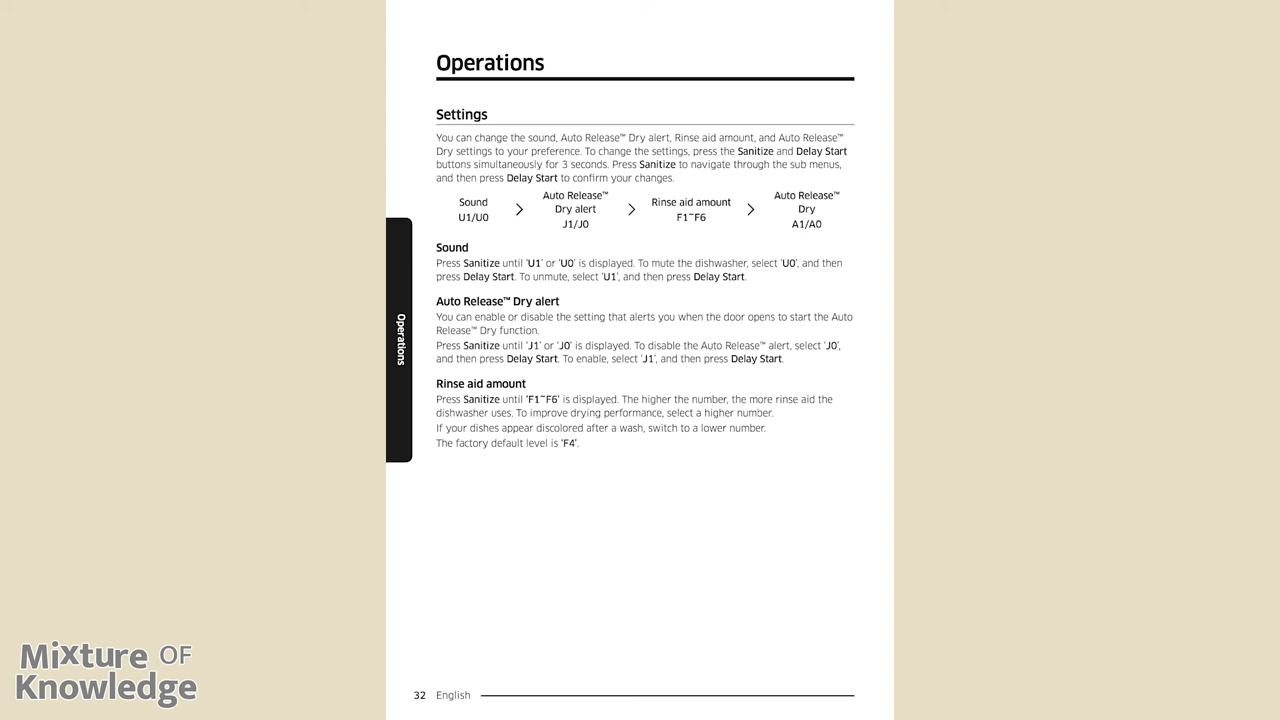 Operations
Settings
You can change the sound, Auto Release™ Dry alert, Rinse aid amount, and Auto Release™
Dry settings to your preference. To change the settings, press the Sanitize and Delay Start
buttons simultaneously for 3 seconds. Press Sanitize to navigate through the sub menus,
and then press Delay Start to confirm your changes.
Sound
U1/U0
>
Auto Release™
Dry alert
J1/J0
>
Rinse aid amount
F1~F6
>
Auto Release™
Dry
A1/A0
Sound
Press Sanitize until 'U1' or 'U0' is displayed. To mute the dishwasher, select 'U0', and then
press Delay Start. To unmute, select 'U1', and then press Delay Start.
Auto Release™ Dry alert
You can enable or disable the setting that alerts you when the door opens to start the Auto
Release™ Dry function.
Press Sanitize until 'J1' or 'J0' is displayed. To disable the Auto Release™ alert, select 'J0',
and then press Delay Start. To enable, select 'J1', and then press Delay Start.
Rinse aid amount
Press Sanitize until 'F1~F6' is displayed. The higher the number, the more rinse aid the
dishwasher uses. To improve drying performance, select a higher number.
If your dishes appear discolored after a wash, switch to a lower number.
The factory default level is 'F4'.
Operations
32 English
Mixture OF
Knowledge